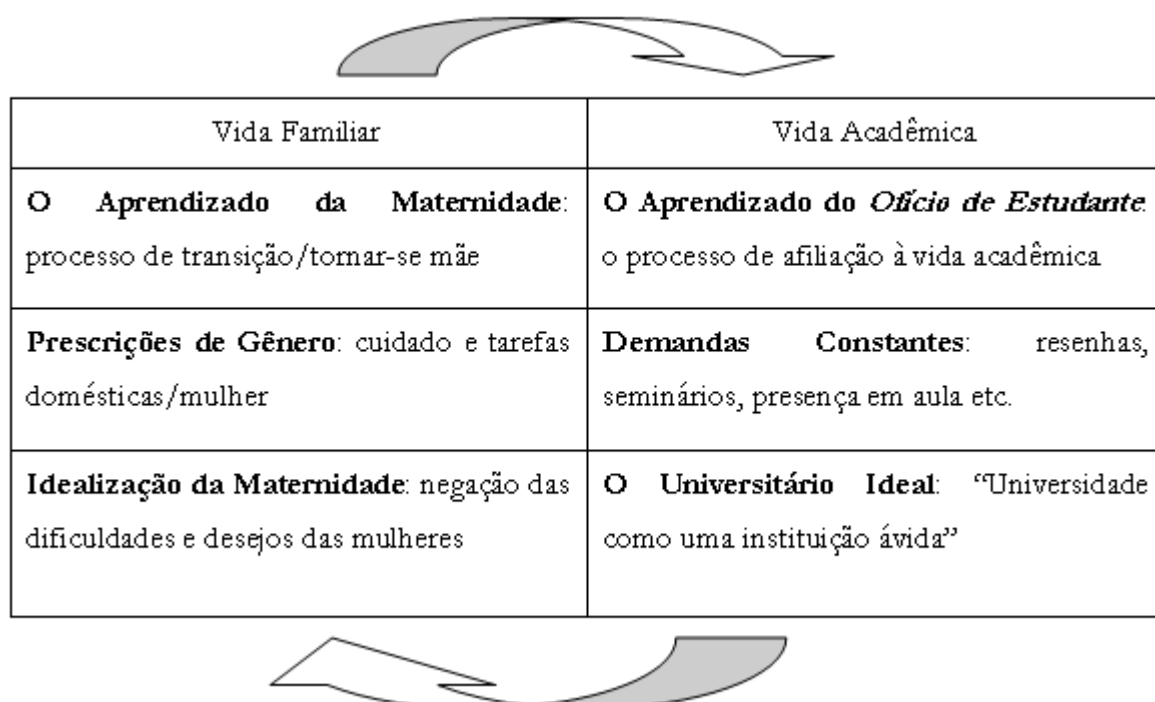 Vida Familiar
Vida Acadêmica
O Aprendizado da Maternidade:
processo de transição/tornar-se mãe
O Aprendizado do Ofício de Estudante:
o processo de afiliação à vida acadêmica
Prescrições de Gênero: cuidado e tarefas
domésticas/mulher
Demandas Constantes: resenhas,
seminários, presença em aula etc.
Idealização da Maternidade: negação das
dificuldades e desejos das mulheres
O Universitário Ideal: “Universidade
como uma instituição ávida”